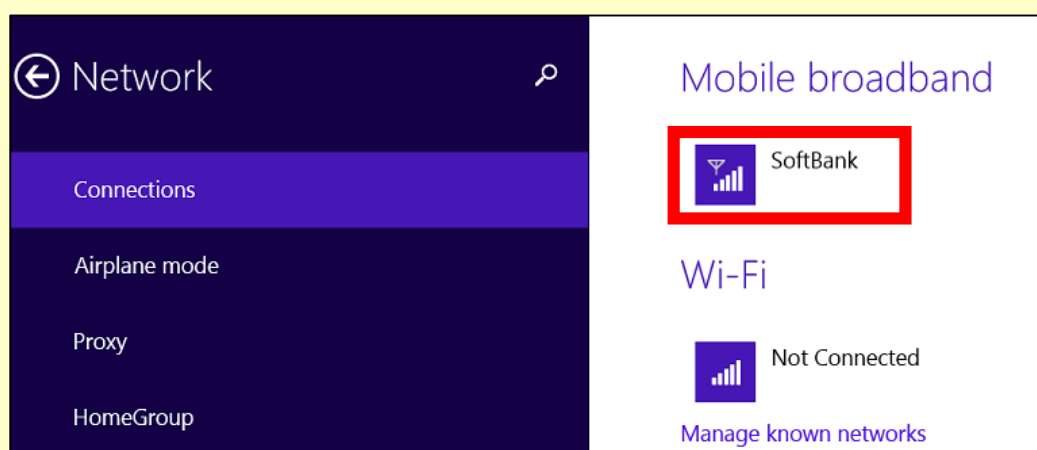 Network
Connections
Airplane mode
Proxy
HomeGroup
Mobile broadband
SoftBank
Wi-Fi
Not Connected
Manage known networks